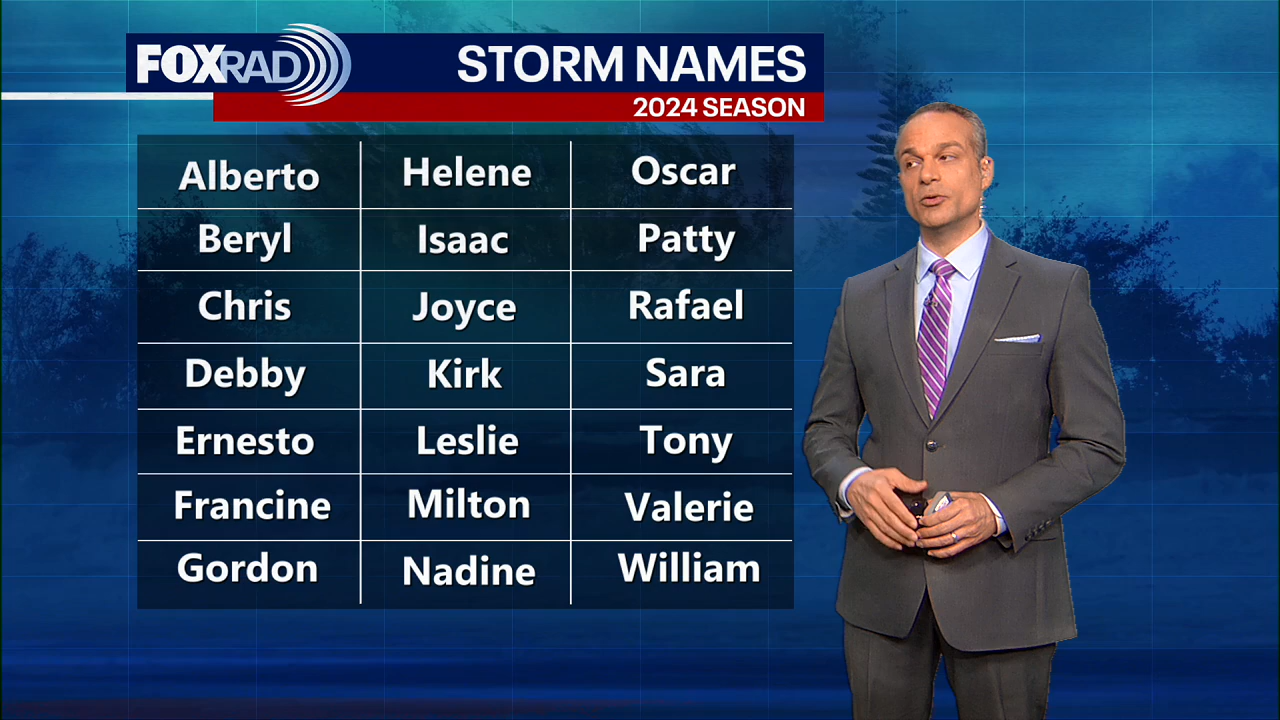 FOXRAD
STORM NAMES
2024 SEASON
Alberto Helene Oscar
Beryl Isaac Patty
Chris Joyce Rafael
Debby Kirk Sara
Ernesto Leslie Tony
Francine Milton Valerie
Gordon Nadine William